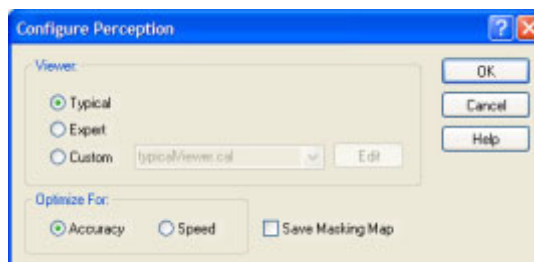 Configure Perception
Viewer:
Typical
Expert
Custom typicalViewer.cal Edit
OK
Cancel
Help
Optimize For:
Accuracy Speed Save Masking Map